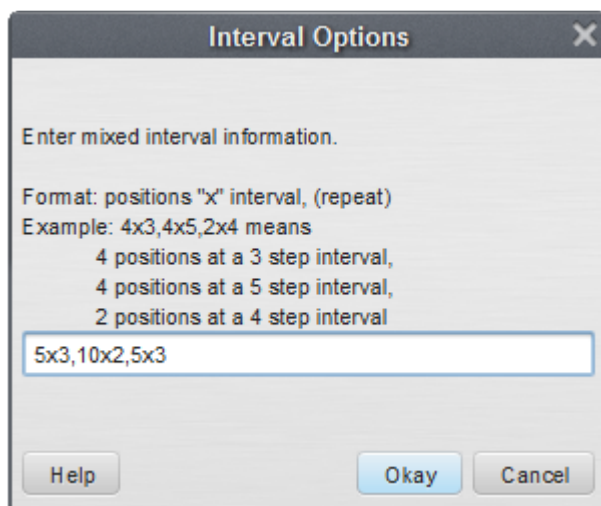 Interval Options
Enter mixed interval information.
Format: positions "x" interval, (repeat)
Example: 4x3,4x5,2x4 means
4 positions at a 3 step interval,
4 positions at a 5 step interval,
2 positions at a 4 step interval
5x3,10x2,5x3
Help Okay Cancel